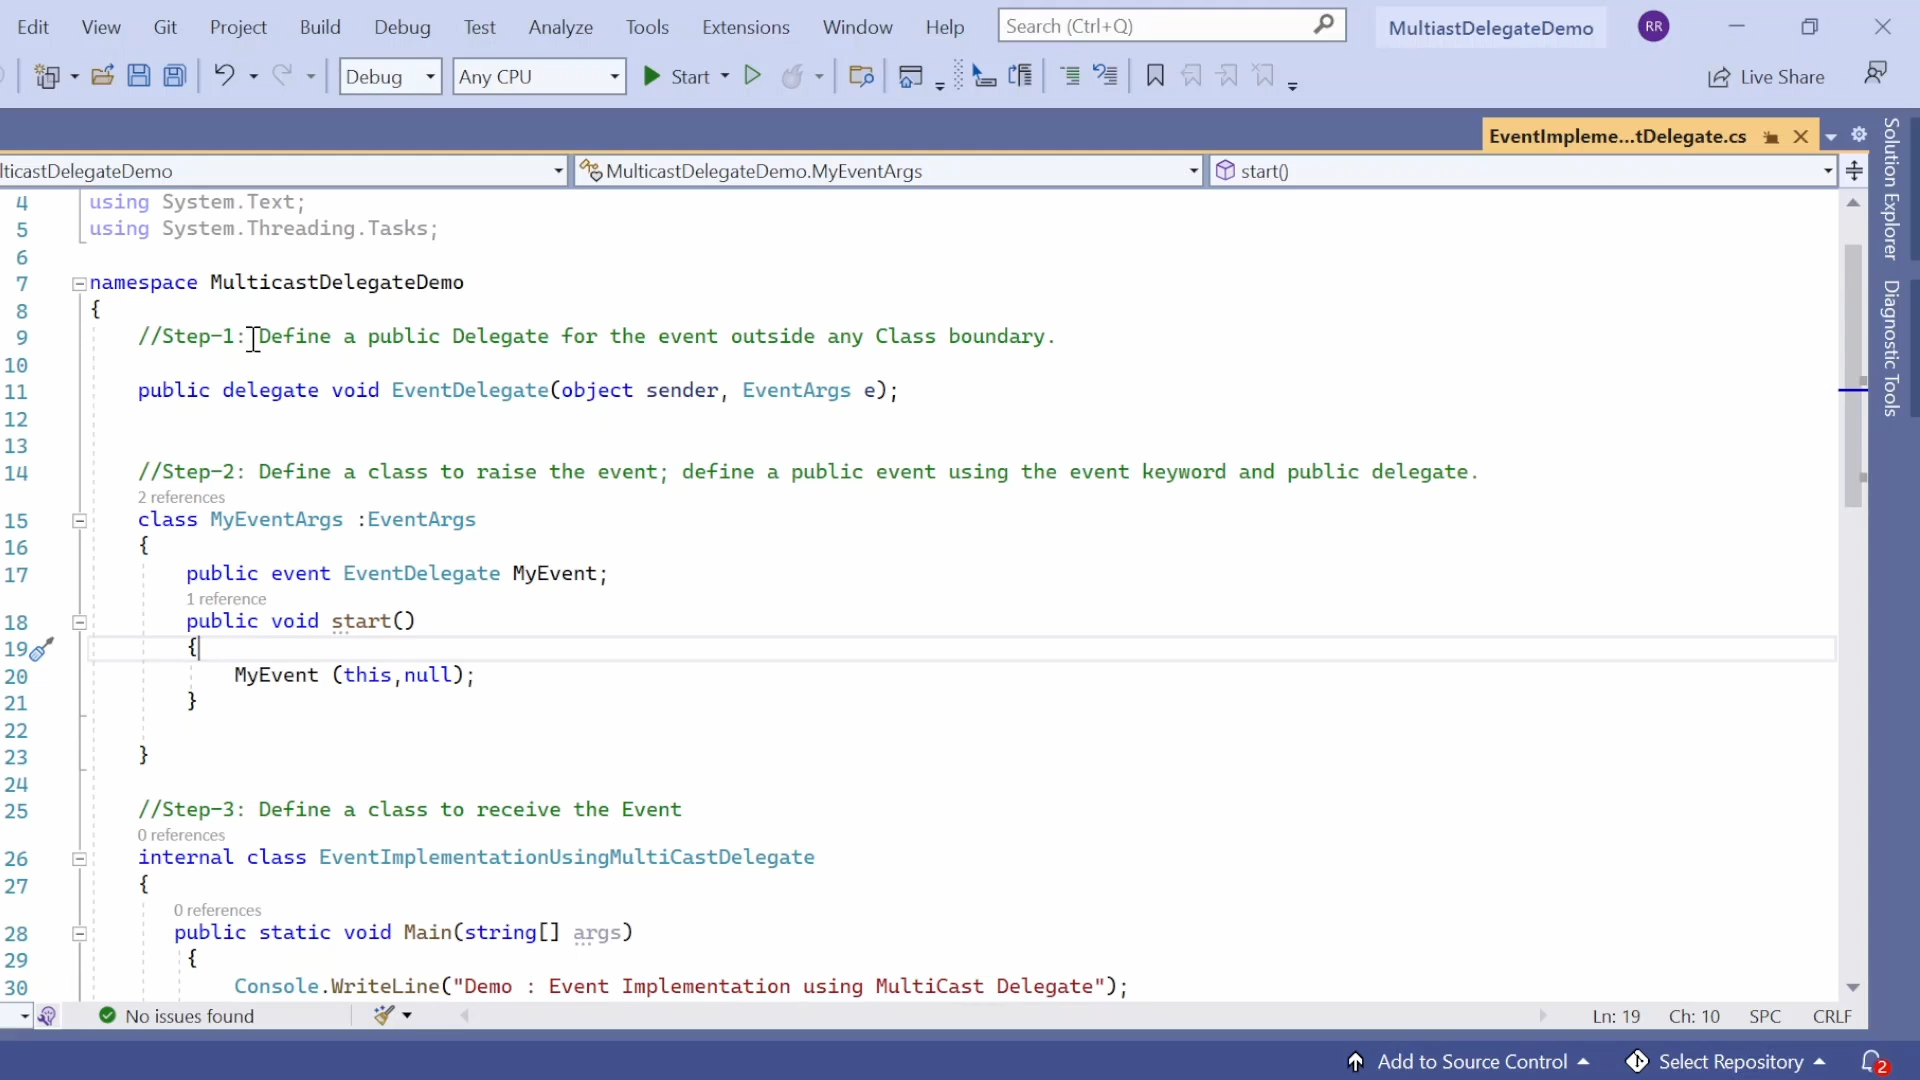 Edit View Git Project Build Debug Test Analyze Tools Extensions Window Help Search (Ctrl+Q) MultiastDelegateDemo RR
Debug Any CPU Start Live Share
EventImpleme...tDelegate.cs
lticastDelegateDemo MulticastDelegateDemo.MyEventArgs start()
4 using System.Text;
5 using System.Threading.Tasks;
6
7 namespace MulticastDelegateDemo
8 {
9 //Step-1: Define a public Delegate for the event outside any Class boundary.
10
11 public delegate void EventDelegate(object sender, EventArgs e);
12
13
14 //Step-2: Define a class to raise the event; define a public event using the event keyword and public delegate.
2 references
15 class MyEventArgs :EventArgs
16 {
17 public event EventDelegate MyEvent;
1 reference
18 public void start()
19 {
20 MyEvent (this,null);
21 }
22
23 }
24
25 //Step-3: Define a class to receive the Event
0 references
26 internal class EventImplementationUsingMultiCastDelegate
27 {
0 references
28 public static void Main(string[] args)
29 {
30 Console.WriteLine("Demo : Event Implementation using MultiCast Delegate");
No issues found Ln: 19 Ch: 10 SPC CRLF
Add to Source Control Select Repository 2
Solution Explorer
Diagnostic Tools